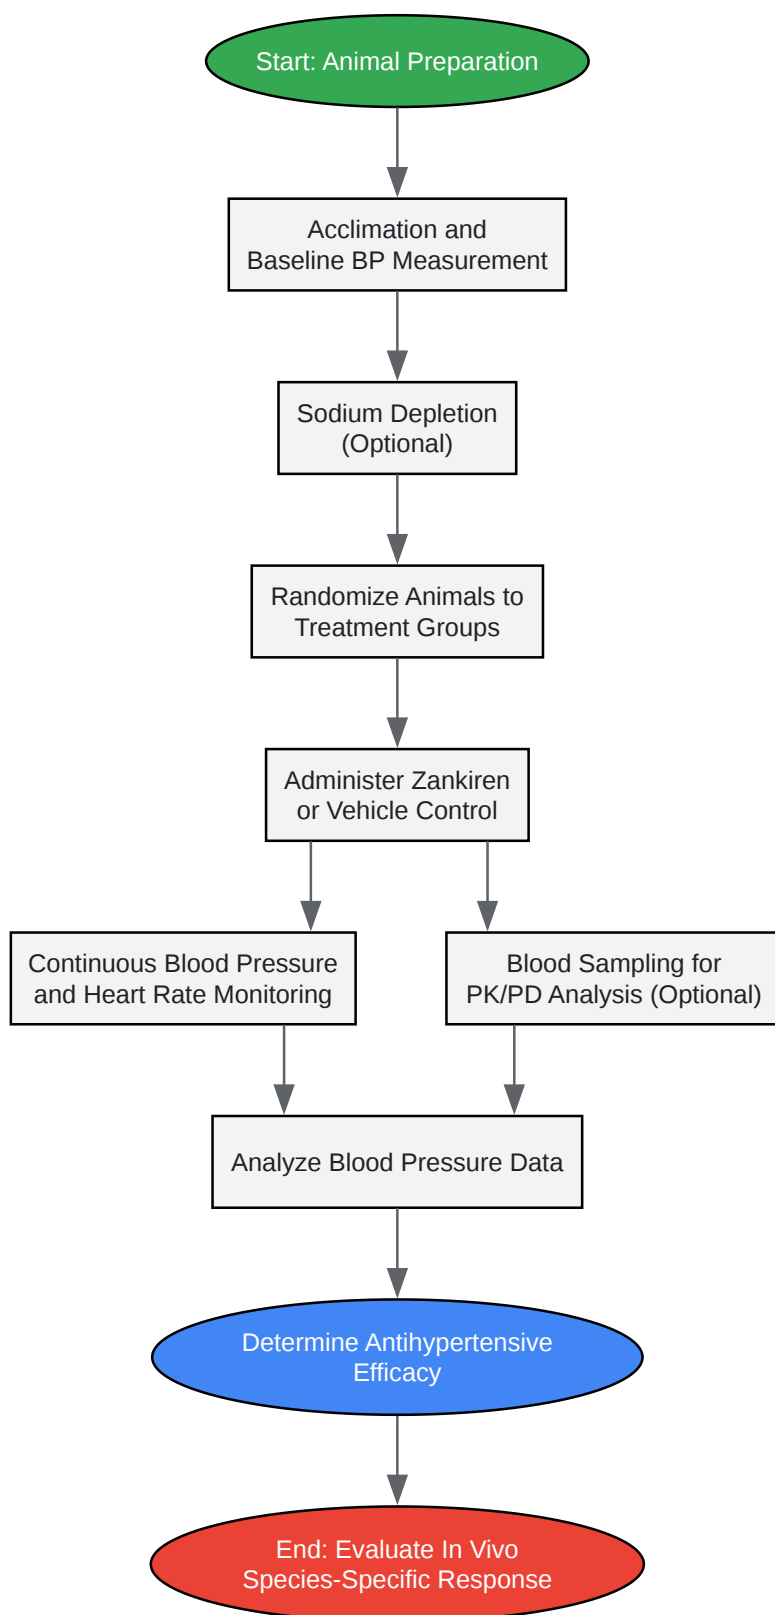 Start: Animal Preparation
Acclimation and
Baseline BP Measurement
Sodium Depletion
(Optional)
Randomize Animals to
Treatment Groups
Administer Zankiren
or Vehicle Control
Continuous Blood Pressure
and Heart Rate Monitoring
Blood Sampling for
PK/PD Analysis (Optional)
Analyze Blood Pressure Data
Determine Antihypertensive
Efficacy
End: Evaluate In Vivo
Species-Specific Response